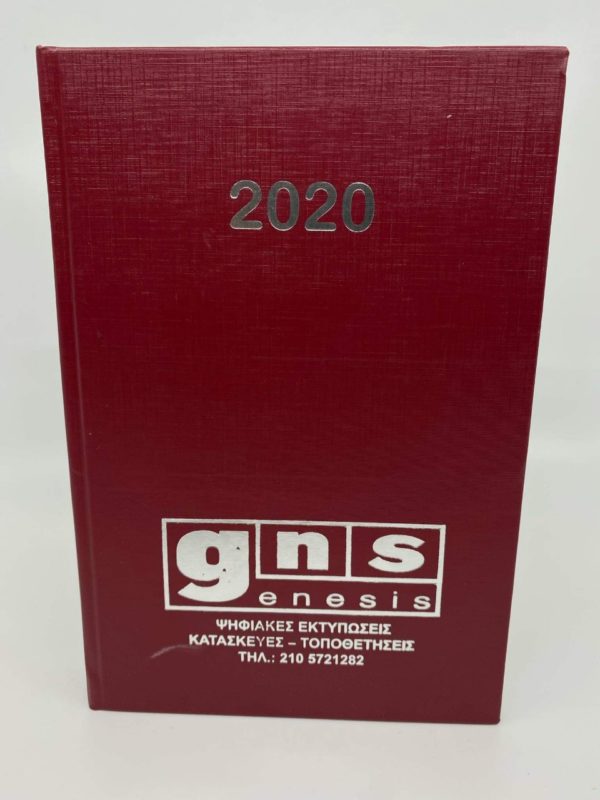 2020
gns
enesis
ΨΗΦΙΑΚΕΣ ΕΚΤΥΠΩΣΕΙΣ
ΚΑΤΑΣΚΕΥΕΣ – ΤΟΠΟΘΕΤΗΣΕΙΣ
ΤΗΛ.: 210 5721282